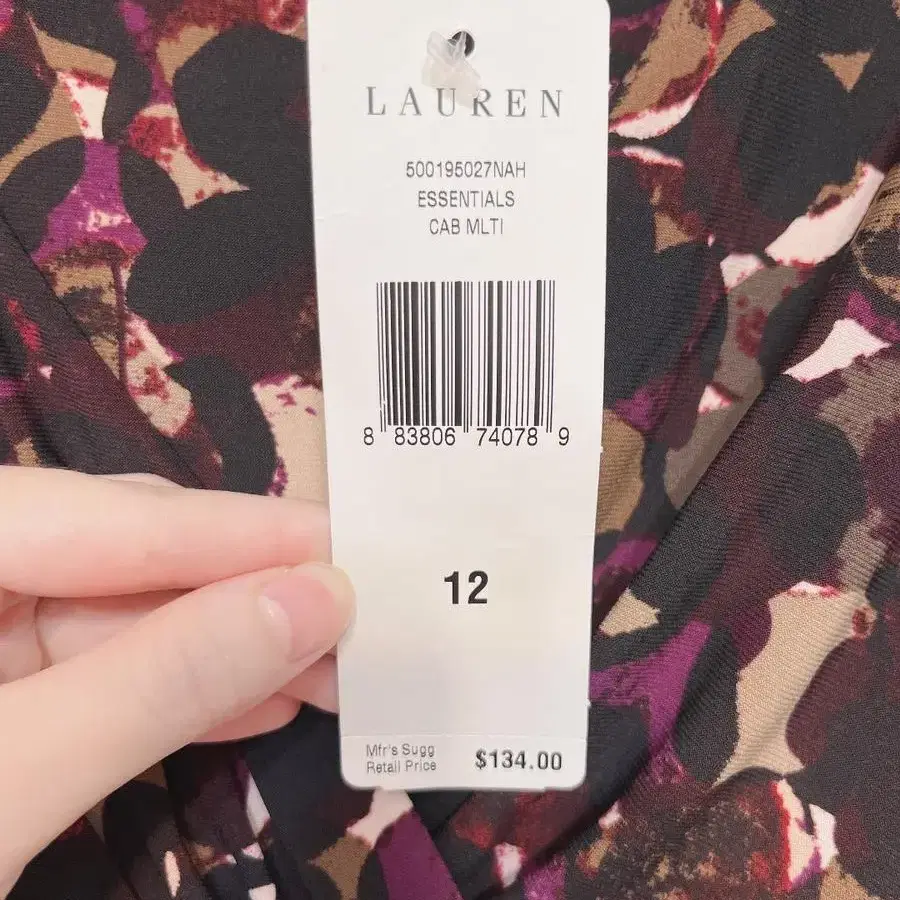 LAUREN
500195027NAH
ESSENTIALS
CAB MLTI
8 83806 74078 9
12
Mfr's Sugg
Retail Price $134.00